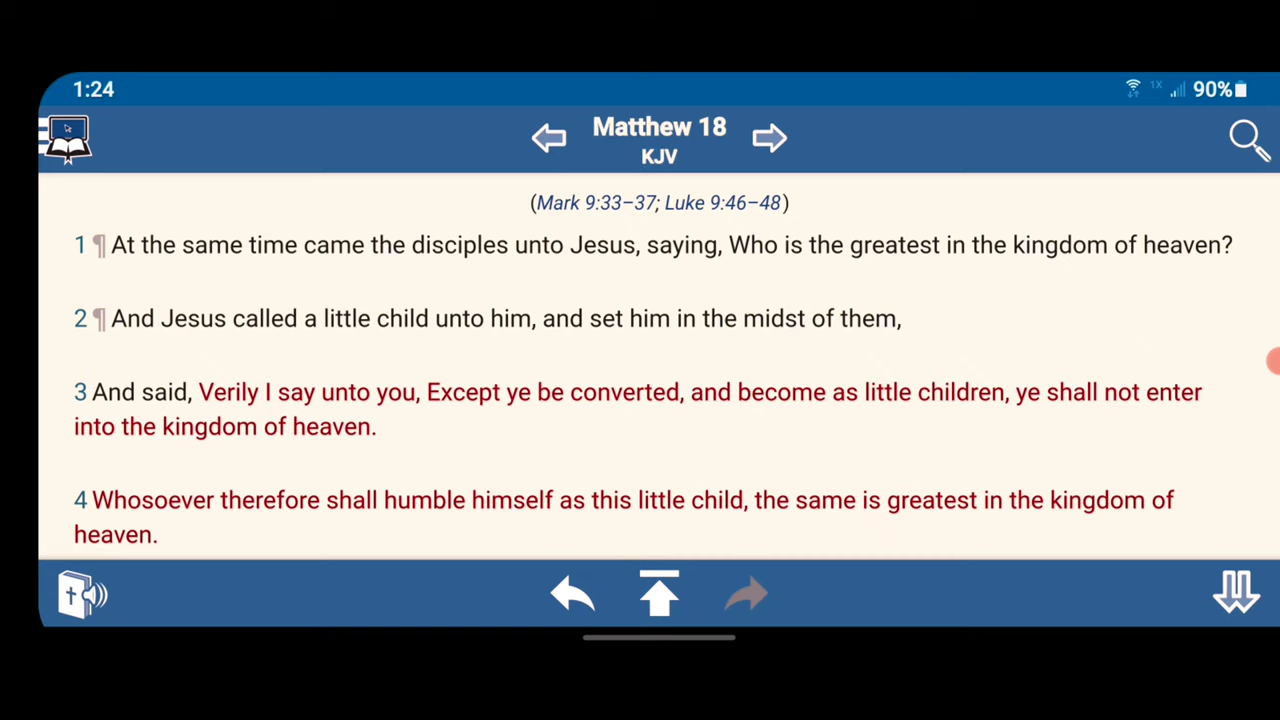 1:24
1X
90%
Matthew 18
KJV
(Mark 9:33–37; Luke 9:46–48)
1 ¶ At the same time came the disciples unto Jesus, saying, Who is the greatest in the kingdom of heaven?
2 ¶ And Jesus called a little child unto him, and set him in the midst of them,
3 And said, Verily I say unto you, Except ye be converted, and become as little children, ye shall not enter
into the kingdom of heaven.
4 Whosoever therefore shall humble himself as this little child, the same is greatest in the kingdom of
heaven.